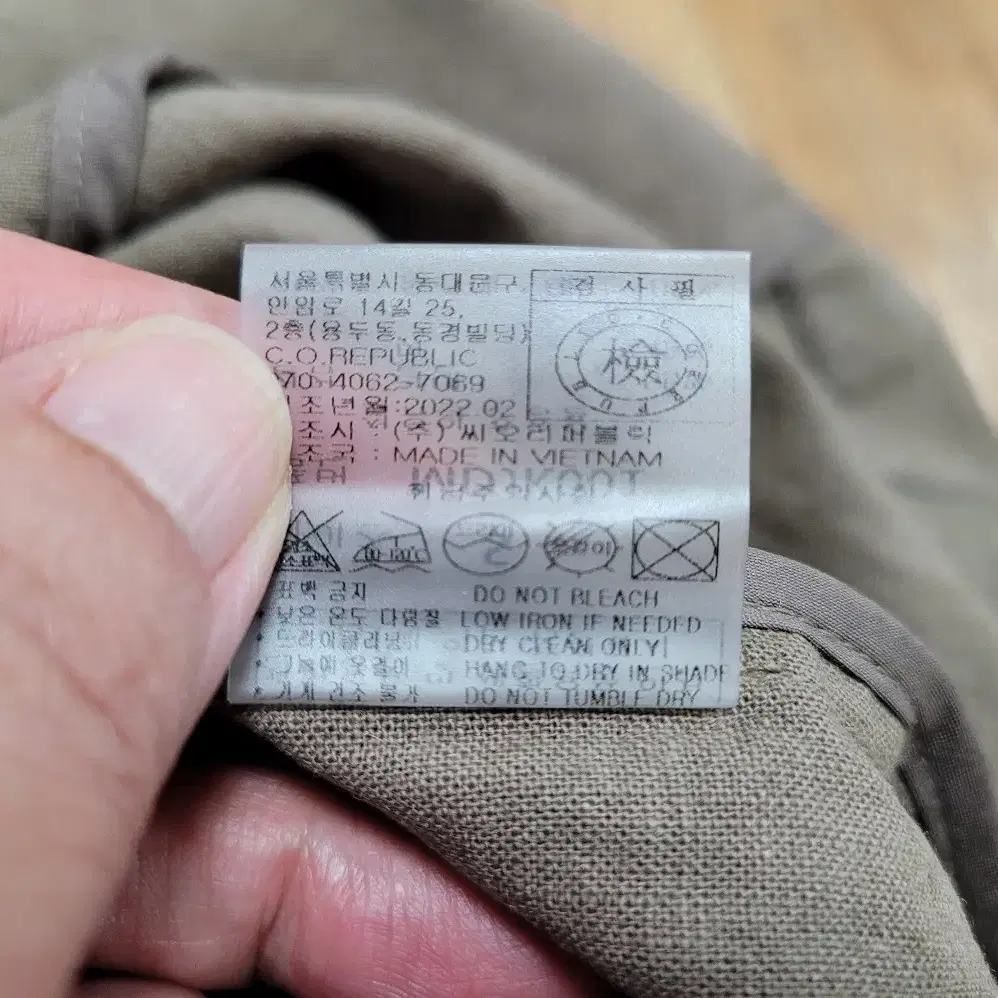 서울특별시 동대문구
안암로 14길 25,
2층(용두동,동경빌딩)
C.O.REPUBLIC
4062-7069
조년월:2022.02
조사 : (주)씨오리퍼블릭
조국 : MADE IN VIETNAM
검 사 필
檢
표백 금지 DO NOT BLEACH
* 낮은 온도 다림질 LOW IRON IF NEEDED
* 드라이클리닝 DRY CLEAN ONLY
* 그늘에 옷걸이 HANG TO DRY IN SHADE
* 기계 건조 불가 DO NOT TUMBLE DRY